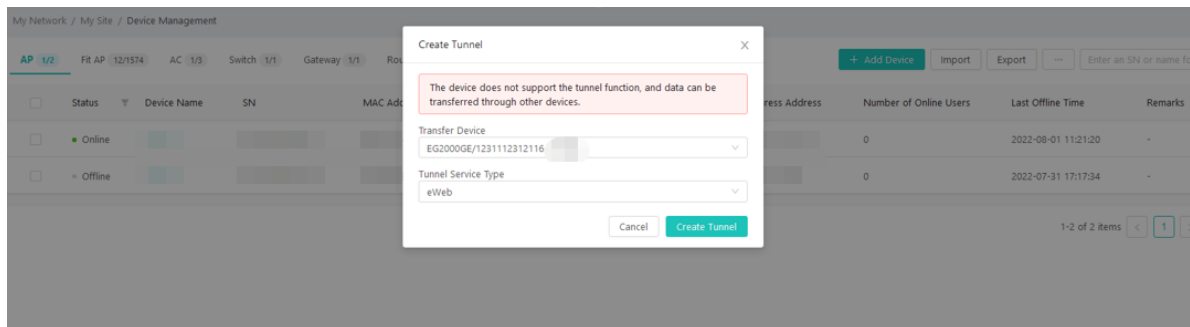 My Network / My Site / Device Management
Create Tunnel
AP 1/2 Fit AP 12/1574 AC 1/3 Switch 1/1 Gateway 1/1
+ Add Device Import Export ... Enter an SN or name fo
The device does not support the tunnel function, and data can be
transferred through other devices.
Status Device Name SN MAC Add ress Address Number of Online Users Last Offline Time Remarks
Transfer Device
Online 0 2022-08-01 11:21:20 -
EG2000GE/1231112312116
Tunnel Service Type
Offline 0 2022-07-31 17:17:34 -
eWeb
Cancel Create Tunnel
1-2 of 2 items < 1